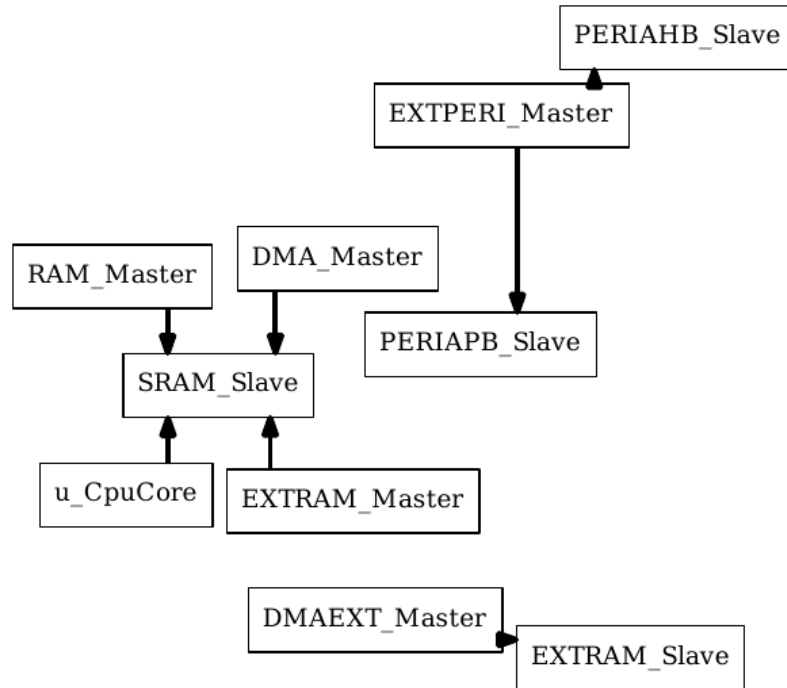 PERIAHB_Slave
EXTPERI_Master
DMA_Master
RAM_Master
PERIAPB_Slave
SRAM_Slave
u_CpuCore
EXTRAM_Master
DMAEXT_Master
EXTRAM_Slave